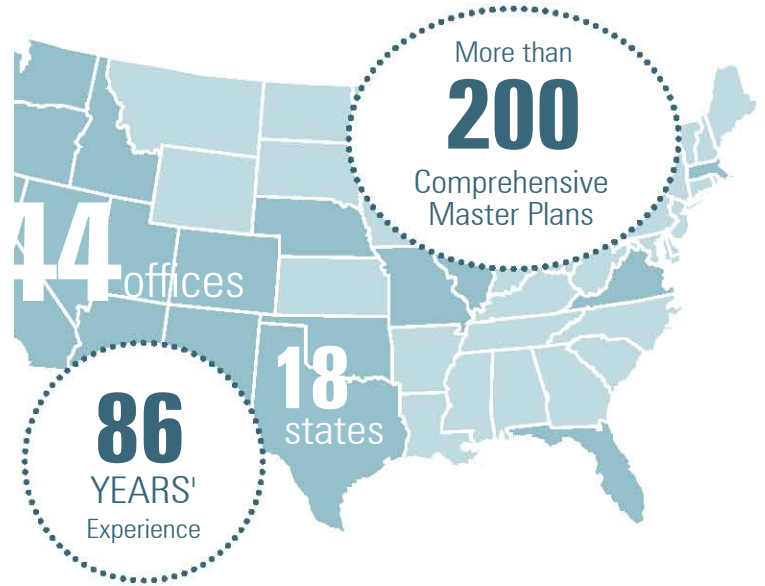 More than
200
Comprehensive
Master Plans
44 offices
18
states
86
YEARS'
Experience